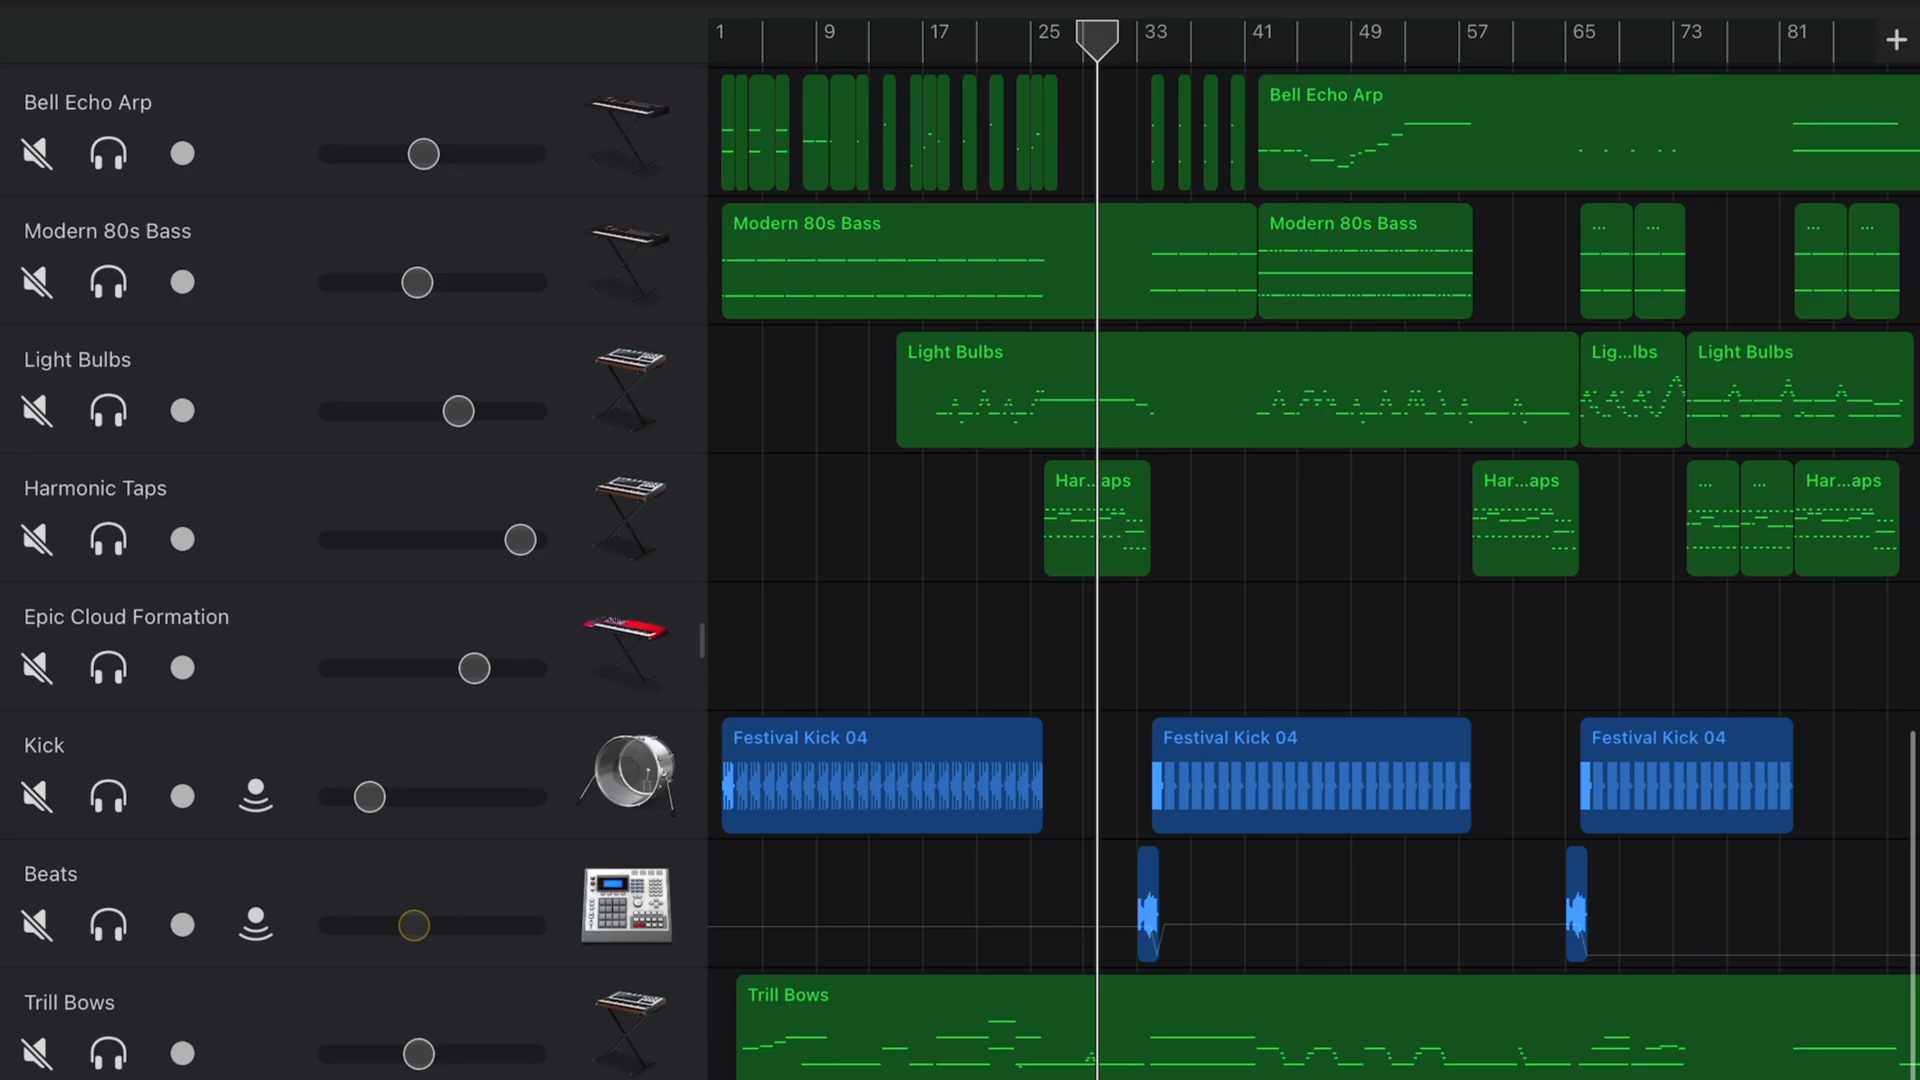 1 9 17 25 33 41 49 57 65 73 81
Bell Echo Arp
Bell Echo Arp
Modern 80s Bass
Modern 80s Bass
Modern 80s Bass
...
...
...
...
Light Bulbs
Light Bulbs
Lig...lbs
Light Bulbs
Harmonic Taps
Har...aps
Har...aps
...
...
Har...aps
Epic Cloud Formation
Kick
Festival Kick 04
Festival Kick 04
Festival Kick 04
Beats
Trill Bows
Trill Bows